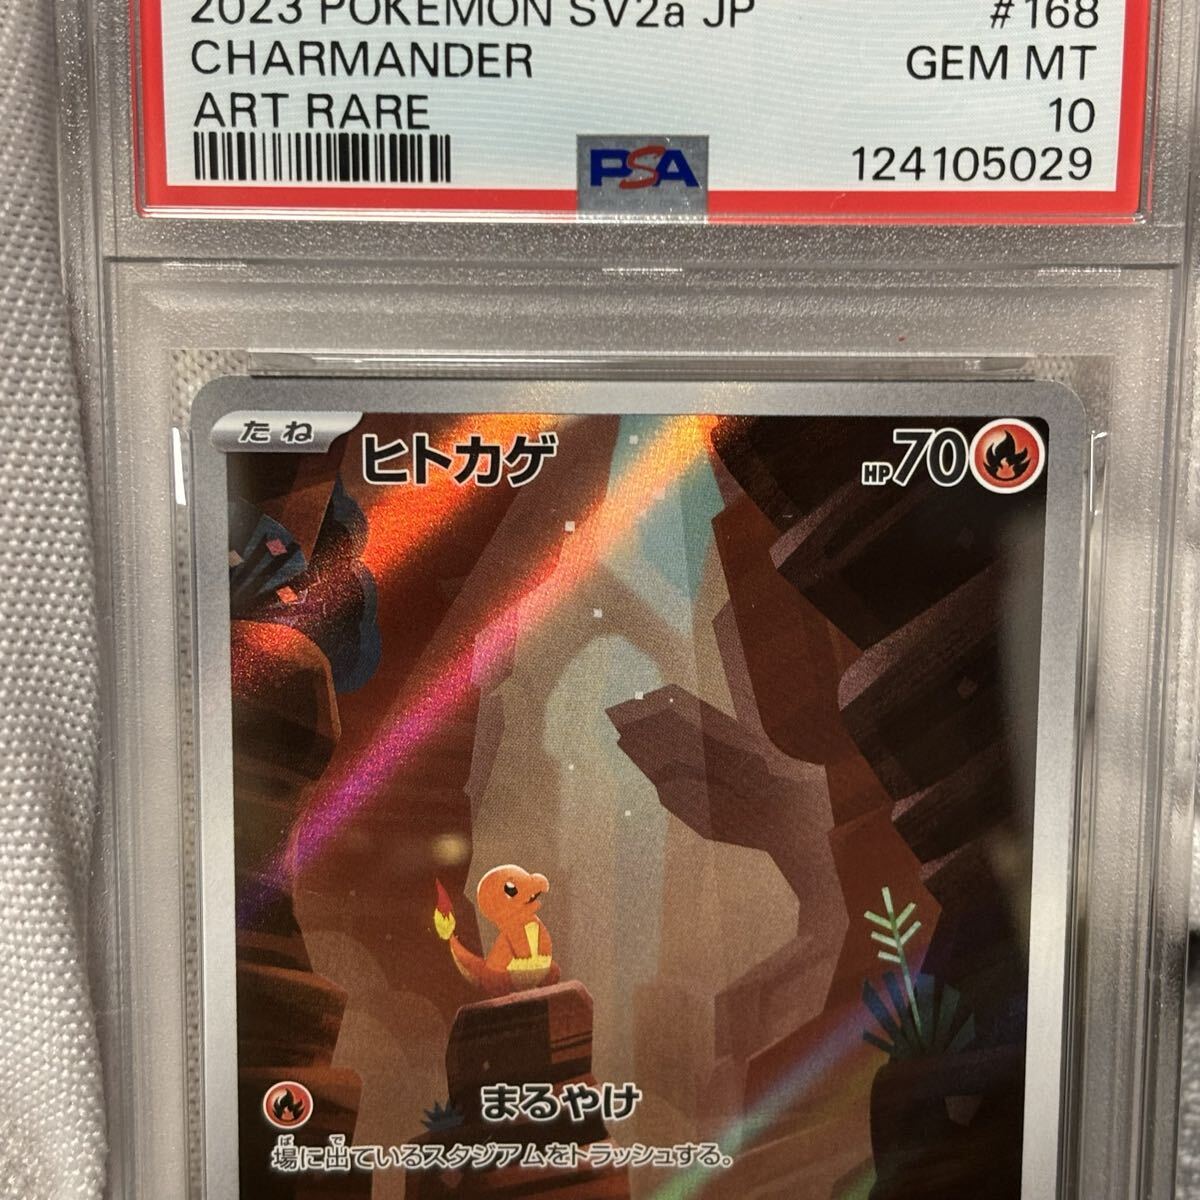 2023 POKEMON SV2a JP #168
CHARMANDER GEM MT
ART RARE 10
PSA 124105029
たね ヒトカゲ HP70
まるやけ
場に出ているスタジアムをトラッシュする。